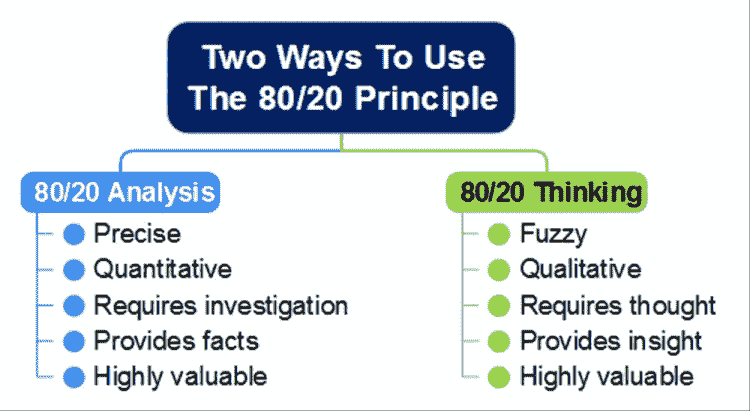 Two Ways To Use
The 80/20 Principle
80/20 Analysis
Precise
Quantitative
Requires investigation
Provides facts
Highly valuable
80/20 Thinking
Fuzzy
Qualitative
Requires thought
Provides insight
Highly valuable